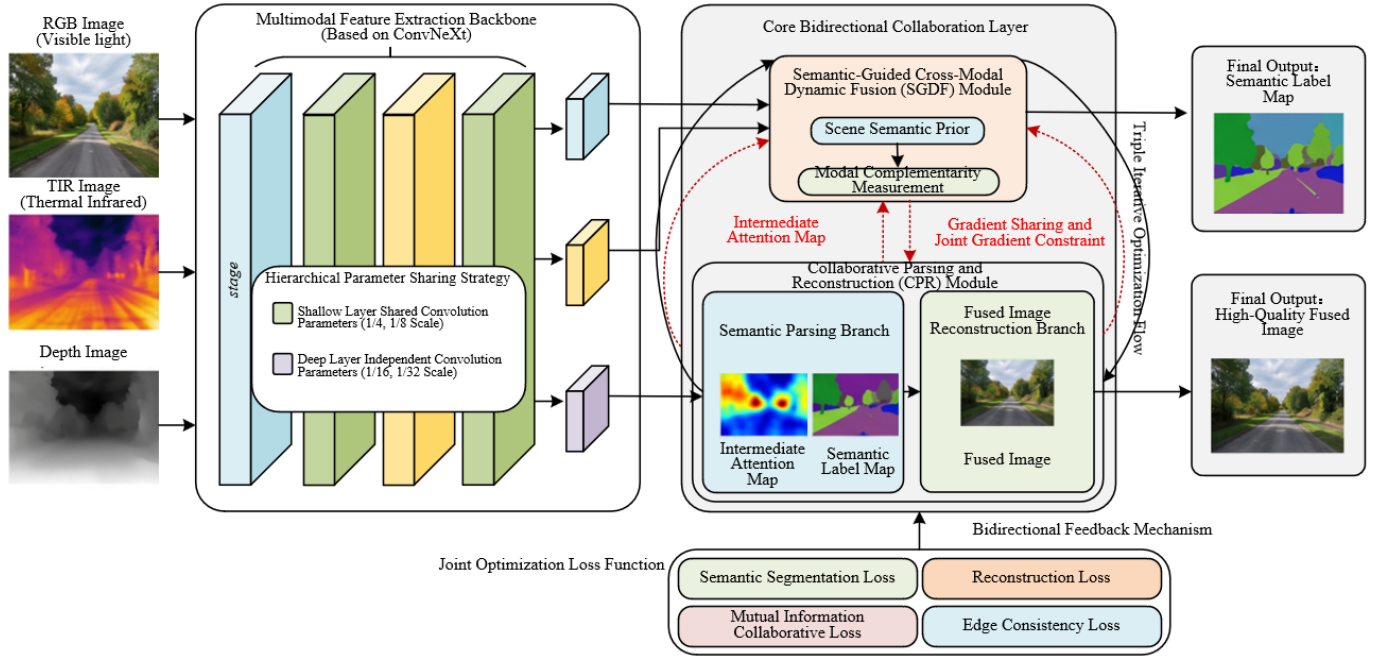 RGB Image
(Visible light)
TIR Image
(Thermal Infrared)
Depth Image
Multimodal Feature Extraction Backbone
(Based on ConvNeXt)
stage
Hierarchical Parameter Sharing Strategy
Shallow Layer Shared Convolution
Parameters (1/4, 1/8 Scale)
Deep Layer Independent Convolution
Parameters (1/16, 1/32 Scale)
Core Bidirectional Collaboration Layer
Semantic-Guided Cross-Modal
Dynamic Fusion (SGDF) Module
Scene Semantic Prior
Modal Complementarity
Measurement
Intermediate
Attention Map
Gradient Sharing and
Joint Gradient Constraint
Triple Iterative Optimization Flow
Collaborative Parsing and
Reconstruction (CPR) Module
Semantic Parsing Branch
Intermediate
Attention
Map
Semantic
Label Map
Fused Image
Reconstruction Branch
Fused Image
Final Output：
Semantic Label
Map
Final Output：
High-Quality Fused
Image
Bidirectional Feedback Mechanism
Joint Optimization Loss Function
Semantic Segmentation Loss
Reconstruction Loss
Mutual Information
Collaborative Loss
Edge Consistency Loss